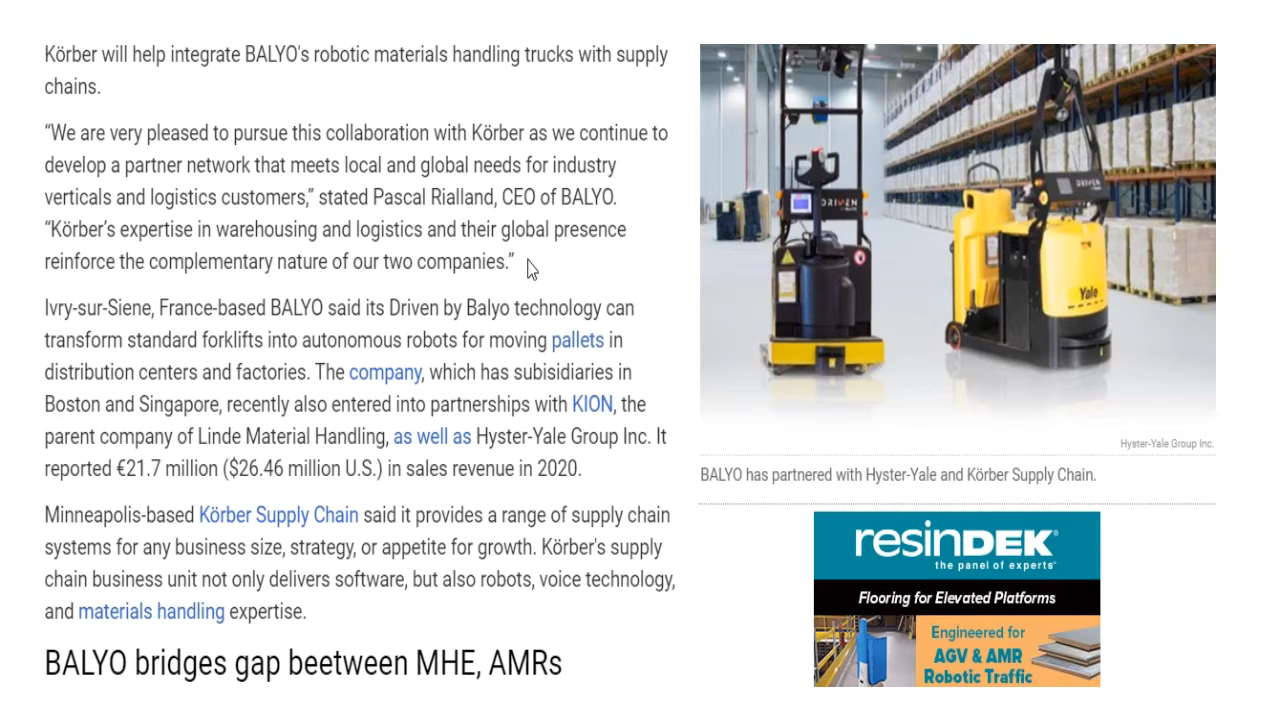 Körber will help integrate BALYO's robotic materials handling trucks with supply
chains.
“We are very pleased to pursue this collaboration with Körber as we continue to
develop a partner network that meets local and global needs for industry
verticals and logistics customers,” stated Pascal Rialland, CEO of BALYO.
“Körber’s expertise in warehousing and logistics and their global presence
reinforce the complementary nature of our two companies.”
Ivry-sur-Siene, France-based BALYO said its Driven by Balyo technology can
transform standard forklifts into autonomous robots for moving pallets in
distribution centers and factories. The company, which has subisidiaries in
Boston and Singapore, recently also entered into partnerships with KION, the
parent company of Linde Material Handling, as well as Hyster-Yale Group Inc. It
reported €21.7 million ($26.46 million U.S.) in sales revenue in 2020.
Minneapolis-based Körber Supply Chain said it provides a range of supply chain
systems for any business size, strategy, or appetite for growth. Körber's supply
chain business unit not only delivers software, but also robots, voice technology,
and materials handling expertise.
BALYO bridges gap beetween MHE, AMRs
DRIVEN
DRIVEN
Yale
Hyster-Yale Group Inc.
BALYO has partnered with Hyster-Yale and Körber Supply Chain.
resinDEK®
the panel of experts™
Flooring for Elevated Platforms
Engineered for
AGV & AMR
Robotic Traffic